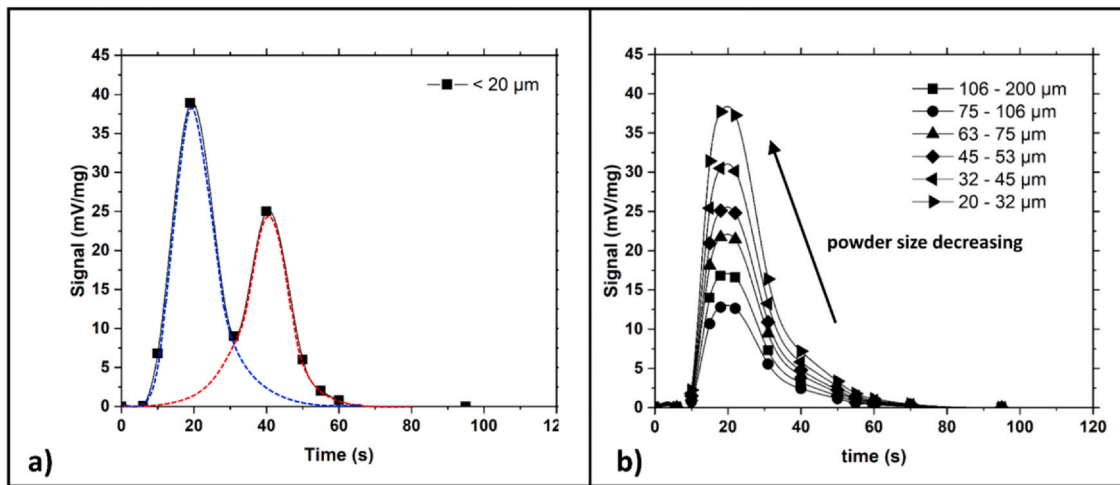 45
40
35
30
25
20
15
10
5
0
Signal (mV/mg)
< 20 µm
0 20 40 60 80 100 12
Time (s)
a)
45
40
35
30
25
20
15
10
5
0
Signal (mV/mg)
106 - 200 µm
75 - 106 µm
63 - 75 µm
45 - 53 µm
32 - 45 µm
20 - 32 µm
powder size decreasing
0 20 40 60 80 100 120
time (s)
b)